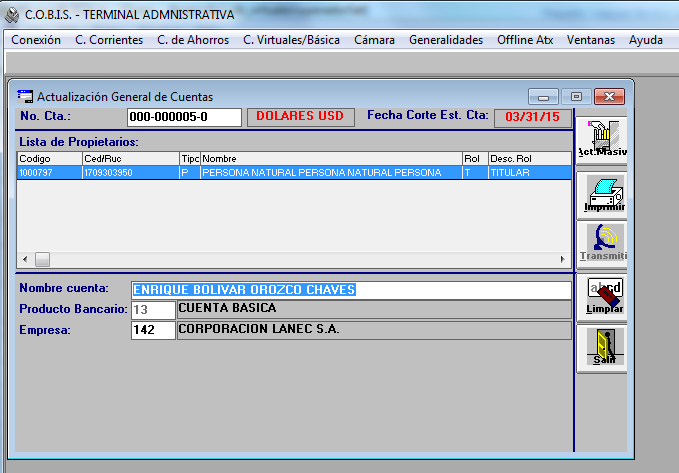 C.O.B.I.S. - TERMINAL ADMNISTRATIVA
Conexión C. Corrientes C. de Ahorros C. Virtuales/Básica Cámara Generalidades Offline Atx Ventanas Ayuda
Actualización General de Cuentas
No. Cta.: 000-000005-0 DOLARES USD Fecha Corte Est. Cta: 03/31/15
Lista de Propietarios:
Codigo Ced/Ruc Tipo Nombre Rol Desc. Rol
1000797 1709303950 P PERSONA NATURAL PERSONA NATURAL PERSONA T TITULAR
Act.Masiv
Imprimir
Transmiti
Nombre cuenta: ENRIQUE BOLIVAR OROZCO CHAVES
Producto Bancario: 13 CUENTA BASICA
Empresa: 142 CORPORACION LANEC S.A.
abcd
Limpiar
Salir